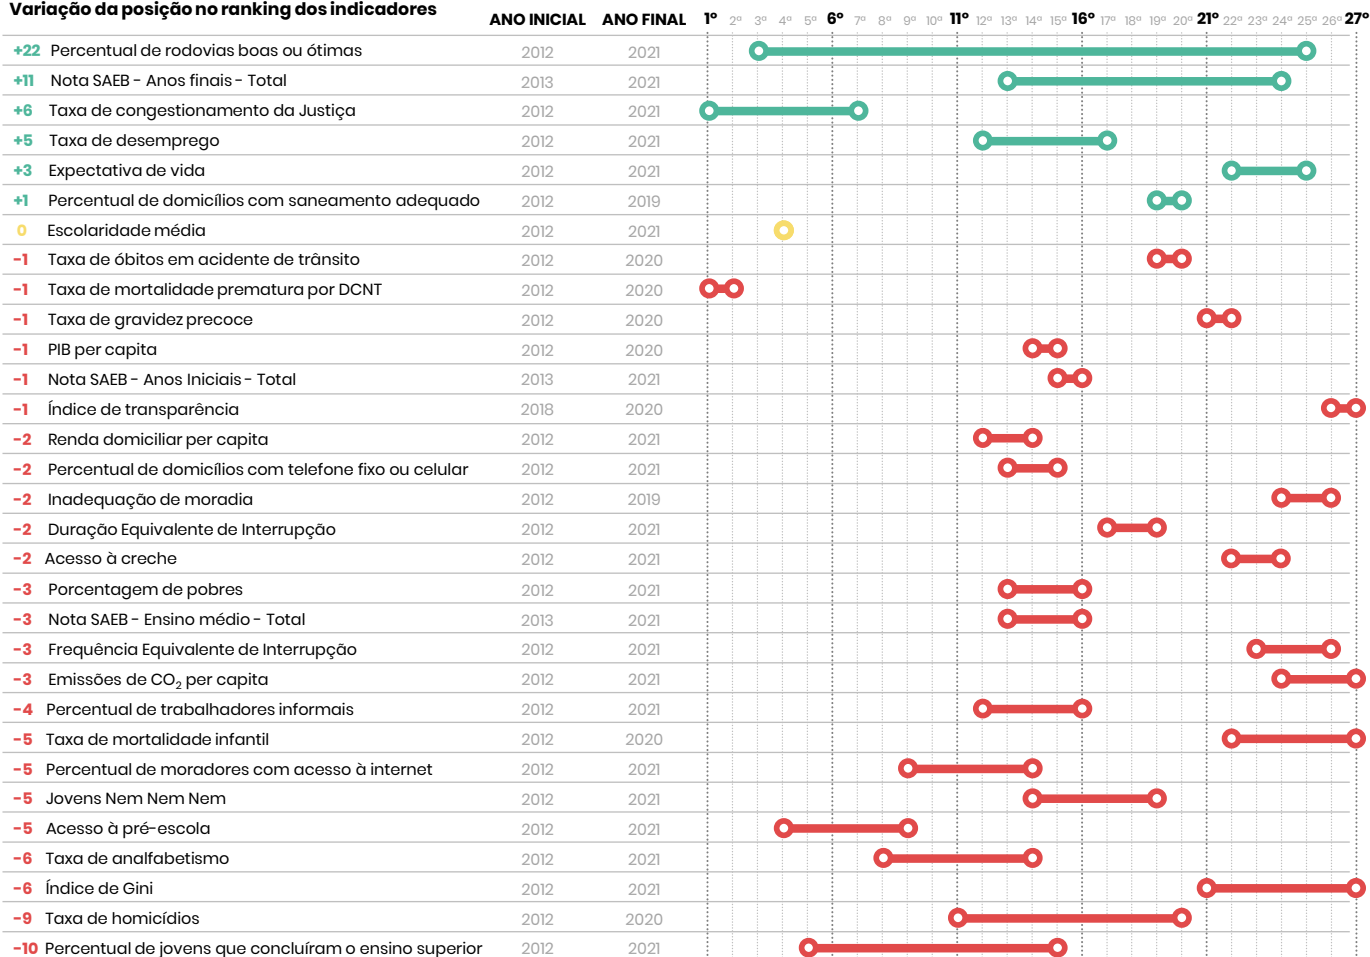 Variação da posição no ranking dos indicadores
ANO INICIAL ANO FINAL 1º 2º 3º 4º 5º 6º 7º 8º 9º 10º 11º 12º 13º 14º 15º 16º 17º 18º 19º 20º 21º 22º 23º 24º 25º 26º 27º
+22 Percentual de rodovias boas ou ótimas 2012 2021
+11 Nota SAEB - Anos finais - Total 2013 2021
+6 Taxa de congestionamento da Justiça 2012 2021
+5 Taxa de desemprego 2012 2021
+3 Expectativa de vida 2012 2021
+1 Percentual de domicílios com saneamento adequado 2012 2019
0 Escolaridade média 2012 2021
-1 Taxa de óbitos em acidente de trânsito 2012 2020
-1 Taxa de mortalidade prematura por DCNT 2012 2020
-1 Taxa de gravidez precoce 2012 2020
-1 PIB per capita 2012 2020
-1 Nota SAEB - Anos Iniciais - Total 2013 2021
-1 Índice de transparência 2018 2020
-2 Renda domiciliar per capita 2012 2021
-2 Percentual de domicílios com telefone fixo ou celular 2012 2021
-2 Inadequação de moradia 2012 2019
-2 Duração Equivalente de Interrupção 2012 2021
-2 Acesso à creche 2012 2021
-3 Porcentagem de pobres 2012 2021
-3 Nota SAEB - Ensino médio - Total 2013 2021
-3 Frequência Equivalente de Interrupção 2012 2021
-3 Emissões de CO₂ per capita 2012 2021
-4 Percentual de trabalhadores informais 2012 2021
-5 Taxa de mortalidade infantil 2012 2020
-5 Percentual de moradores com acesso à internet 2012 2021
-5 Jovens Nem Nem Nem 2012 2021
-5 Acesso à pré-escola 2012 2021
-6 Taxa de analfabetismo 2012 2021
-6 Índice de Gini 2012 2021
-9 Taxa de homicídios 2012 2020
-10 Percentual de jovens que concluíram o ensino superior 2012 2021